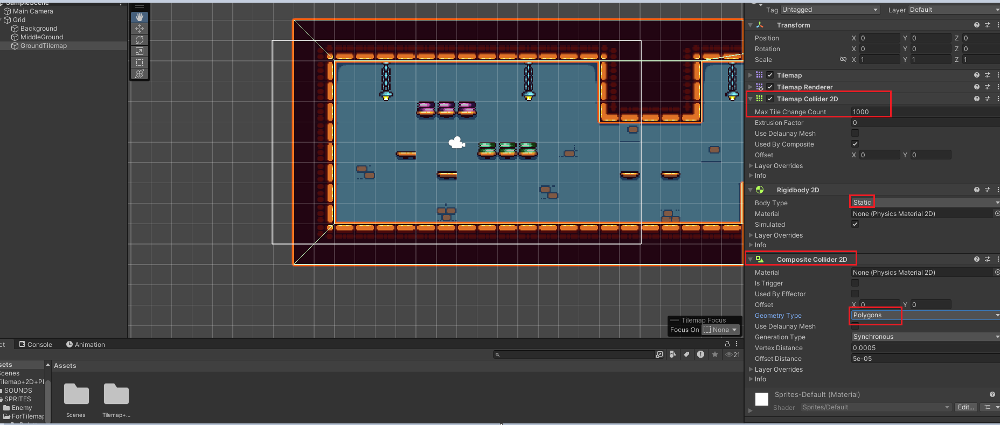 SampleScene
Main Camera
Grid
Background
MiddleGround
GroundTilemap
Tilemap Focus
Focus On None
Tag Untagged Layer Default
Transform
Position X 0 Y 0 Z 0
Rotation X 0 Y 0 Z 0
Scale X 1 Y 1 Z 1
Tilemap
Tilemap Renderer
Tilemap Collider 2D
Max Tile Change Count 1000
Extrusion Factor 0
Use Delaunay Mesh
Used By Composite
Offset X 0 Y 0
Layer Overrides
Info
Rigidbody 2D
Body Type Static
Material None (Physics Material 2D)
Simulated
Layer Overrides
Info
Composite Collider 2D
Material None (Physics Material 2D)
Is Trigger
Used By Effector
Offset X 0 Y 0
Geometry Type Polygons
Use Delaunay Mesh
Generation Type Synchronous
Vertex Distance 0.0005
Offset Distance 5e-05
Layer Overrides
Info
Sprites-Default (Material)
Shader Sprites/Default Edit...
ct Console Animation
21
sets
Scenes
Tilemap+2D+Pl
SOUNDS
SPRITES
Enemy
ForTilemap
Assets
Scenes
Tilemap+...